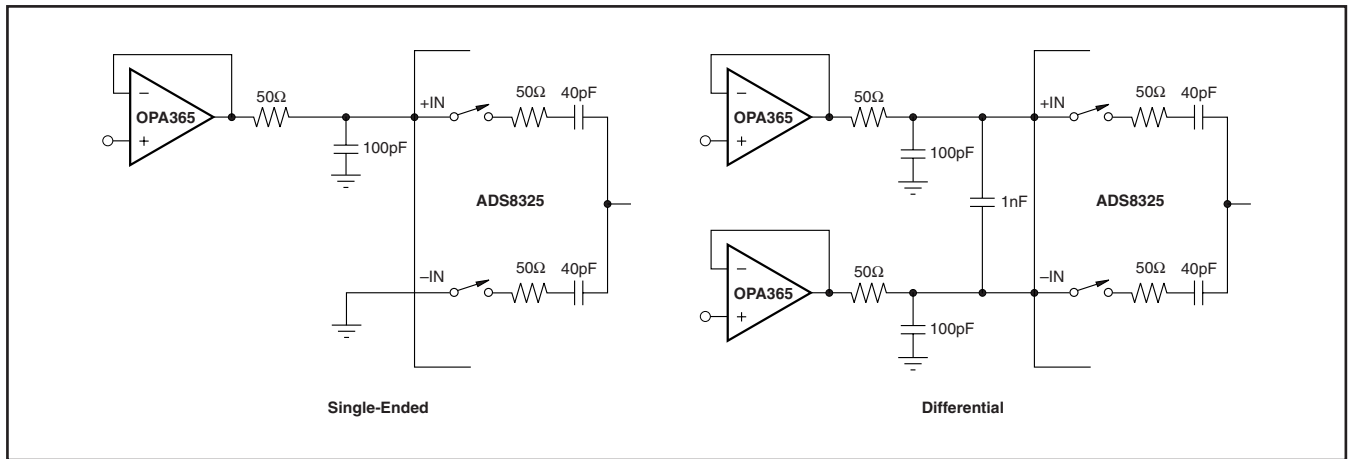 50Ω
−
OPA365
+
100pF
+IN
50Ω
40pF
ADS8325
−IN
50Ω
40pF
Single-Ended
−
OPA365
+
50Ω
100pF
1nF
+IN
50Ω
40pF
ADS8325
−
OPA365
+
50Ω
100pF
−IN
50Ω
40pF
Differential